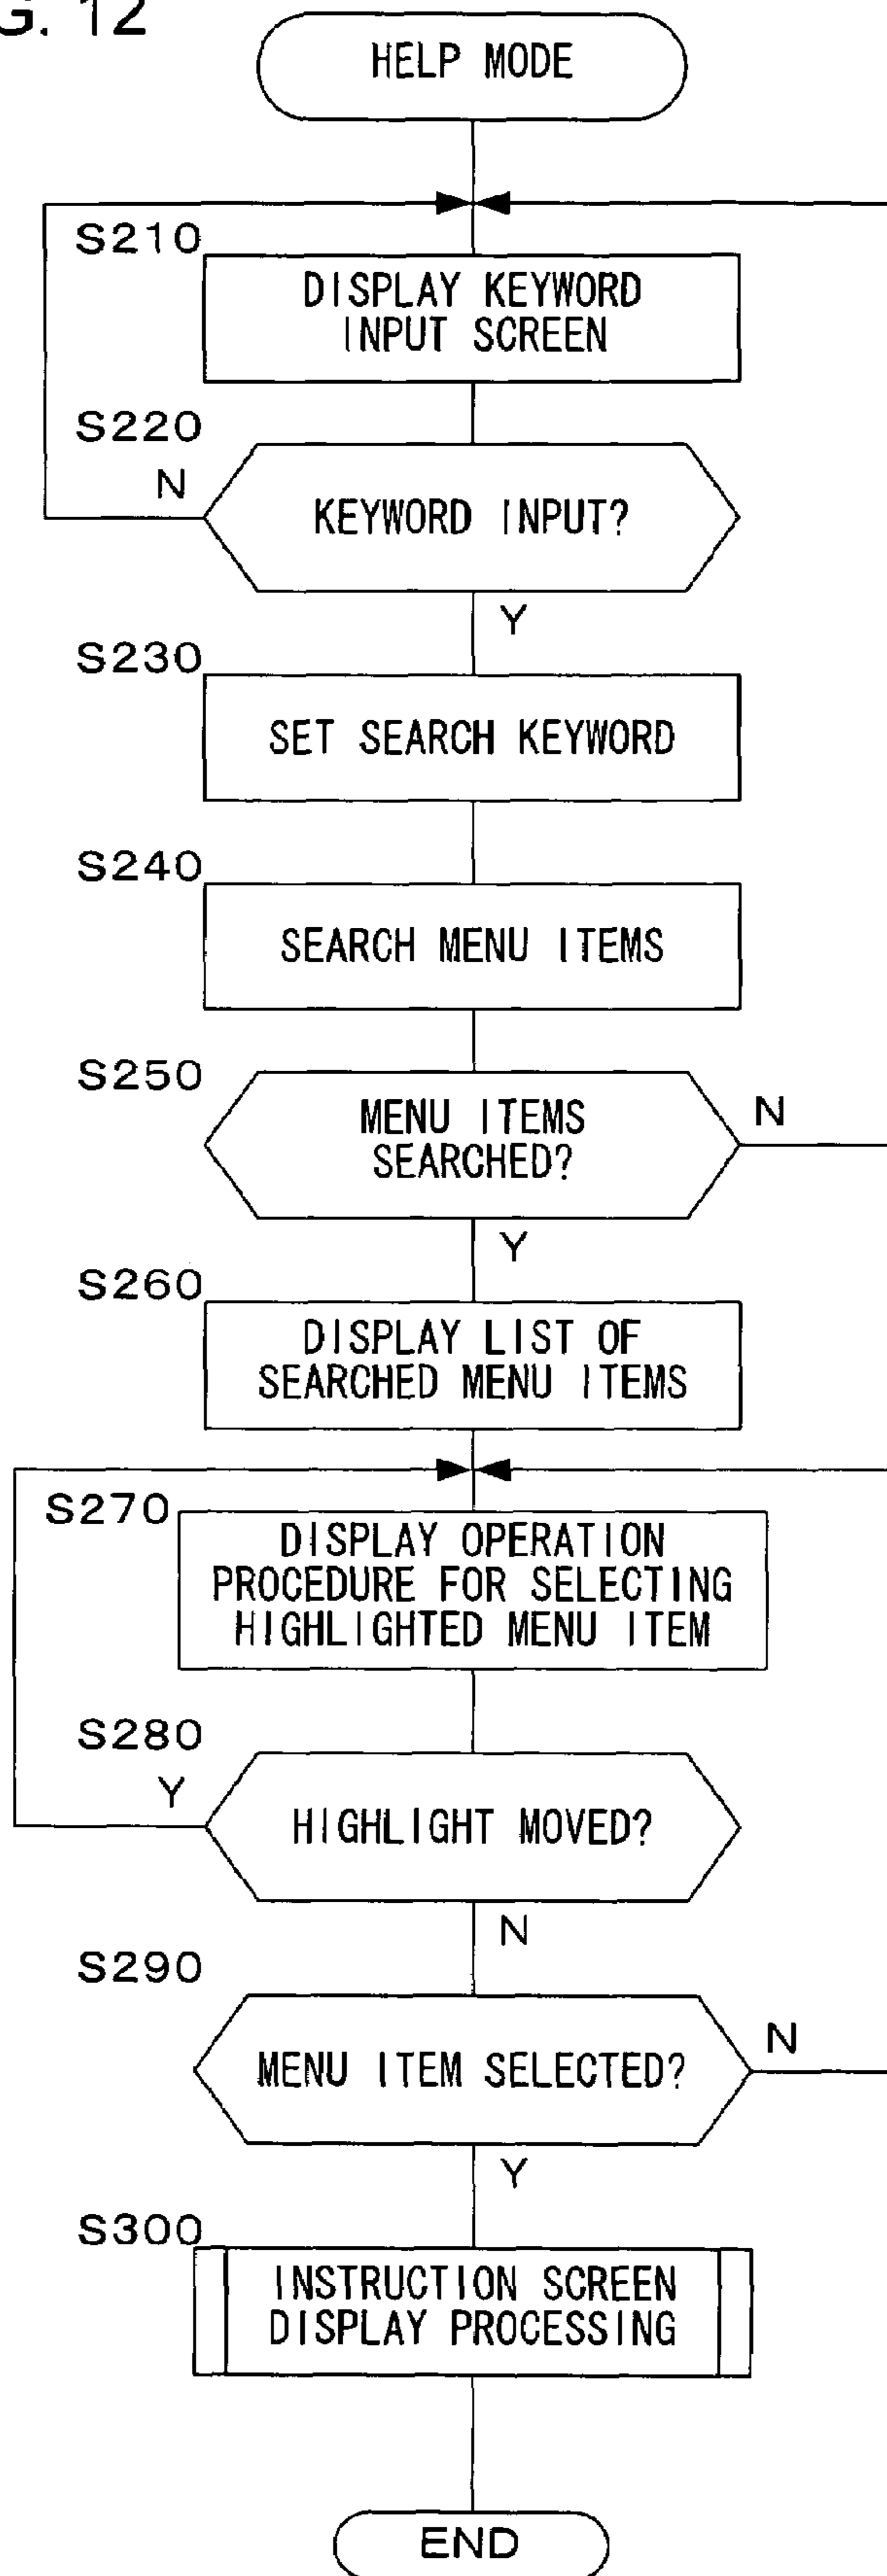 G. 12
HELP MODE
S210
DISPLAY KEYWORD
INPUT SCREEN
S220
N
KEYWORD INPUT?
Y
S230
SET SEARCH KEYWORD
S240
SEARCH MENU ITEMS
S250
MENU ITEMS
SEARCHED?
N
Y
S260
DISPLAY LIST OF
SEARCHED MENU ITEMS
S270
DISPLAY OPERATION
PROCEDURE FOR SELECTING
HIGHLIGHTED MENU ITEM
S280
Y
HIGHLIGHT MOVED?
N
S290
MENU ITEM SELECTED?
N
Y
S300
INSTRUCTION SCREEN
DISPLAY PROCESSING
END